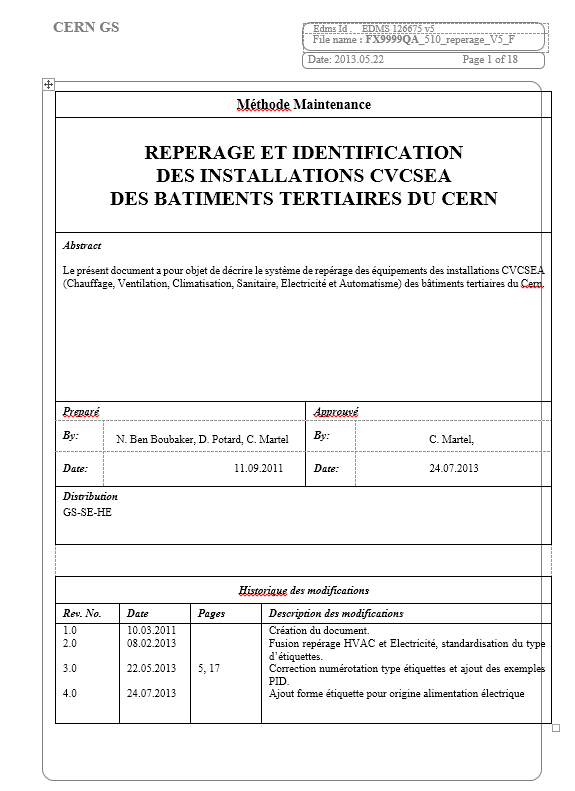 CERN GS
Edms Id    EDMS 126675 v5
File name : FX9999QA_510_reperage_V5_F
Date: 2013.05.22    Page 1 of 18
Méthode Maintenance
REPERAGE ET IDENTIFICATION
DES INSTALLATIONS CVCSEA
DES BATIMENTS TERTIAIRES DU CERN
Abstract
Le présent document a pour objet de décrire le système de repérage des équipements des installations CVCSEA
(Chauffage, Ventilation, Climatisation, Sanitaire, Electricité et Automatisme) des bâtiments tertiaires du Cern.
Preparé    Approuvé
By:    N. Ben Boubaker, D. Potard, C. Martel    By:    C. Martel,
Date:    11.09.2011    Date:    24.07.2013
Distribution
GS-SE-HE
Historique des modifications
Rev. No.    Date    Pages    Description des modifications
1.0    10.03.2011    Création du document.
2.0    08.02.2013    Fusion repérage HVAC et Electricité, standardisation du type
d’étiquettes.
3.0    22.05.2013    5, 17    Correction numérotation type étiquettes et ajout des exemples
PID.
4.0    24.07.2013    Ajout forme étiquette pour origine alimentation électrique